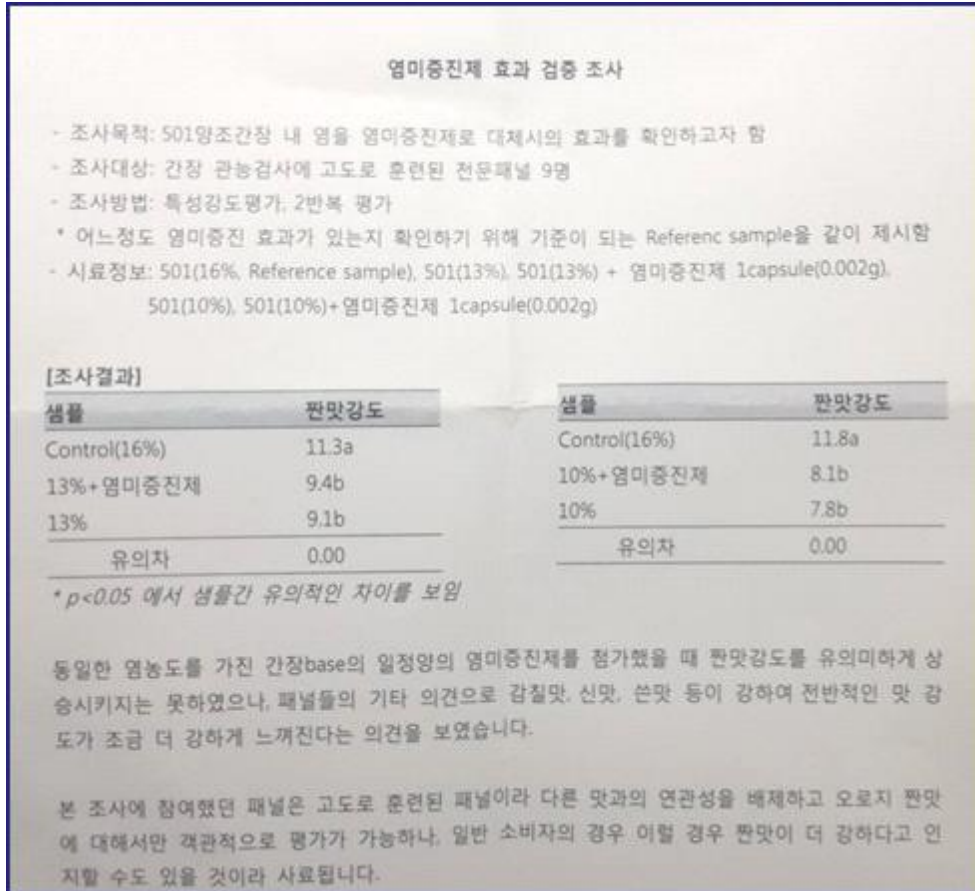 염미증진제 효과 검증 조사
- 조사목적: 501양조간장 내 염을 염미증진제로 대체시의 효과를 확인하고자 함
- 조사대상: 간장 관능검사에 고도로 훈련된 전문패널 9명
- 조사방법: 특성강도평가, 2반복 평가
* 어느정도 염미증진 효과가 있는지 확인하기 위해 기준이 되는 Referenc sample을 같이 제시함
- 시료정보: 501(16%, Reference sample), 501(13%), 501(13%) + 염미증진제 1capsule(0.002g),
501(10%), 501(10%)+염미증진제 1capsule(0.002g)
[조사결과]
샘플 짠맛강도
Control(16%) 11.3a
13%+염미증진제 9.4b
13% 9.1b
유의차 0.00
샘플 짠맛강도
Control(16%) 11.8a
10%+염미증진제 8.1b
10% 7.8b
유의차 0.00
* p<0.05 에서 샘플간 유의적인 차이를 보임
동일한 염농도를 가진 간장base의 일정양의 염미증진제를 첨가했을 때 짠맛강도를 유의미하게 상
승시키지는 못하였으나, 패널들의 기타 의견으로 감칠맛, 신맛, 쓴맛 등이 강하여 전반적인 맛 강
도가 조금 더 강하게 느껴진다는 의견을 보였습니다.
본 조사에 참여했던 패널은 고도로 훈련된 패널이라 다른 맛과의 연관성을 배제하고 오로지 짠맛
에 대해서만 객관적으로 평가가 가능하나, 일반 소비자의 경우 이럴 경우 짠맛이 더 강하다고 인
지할 수도 있을 것이라 사료됩니다.